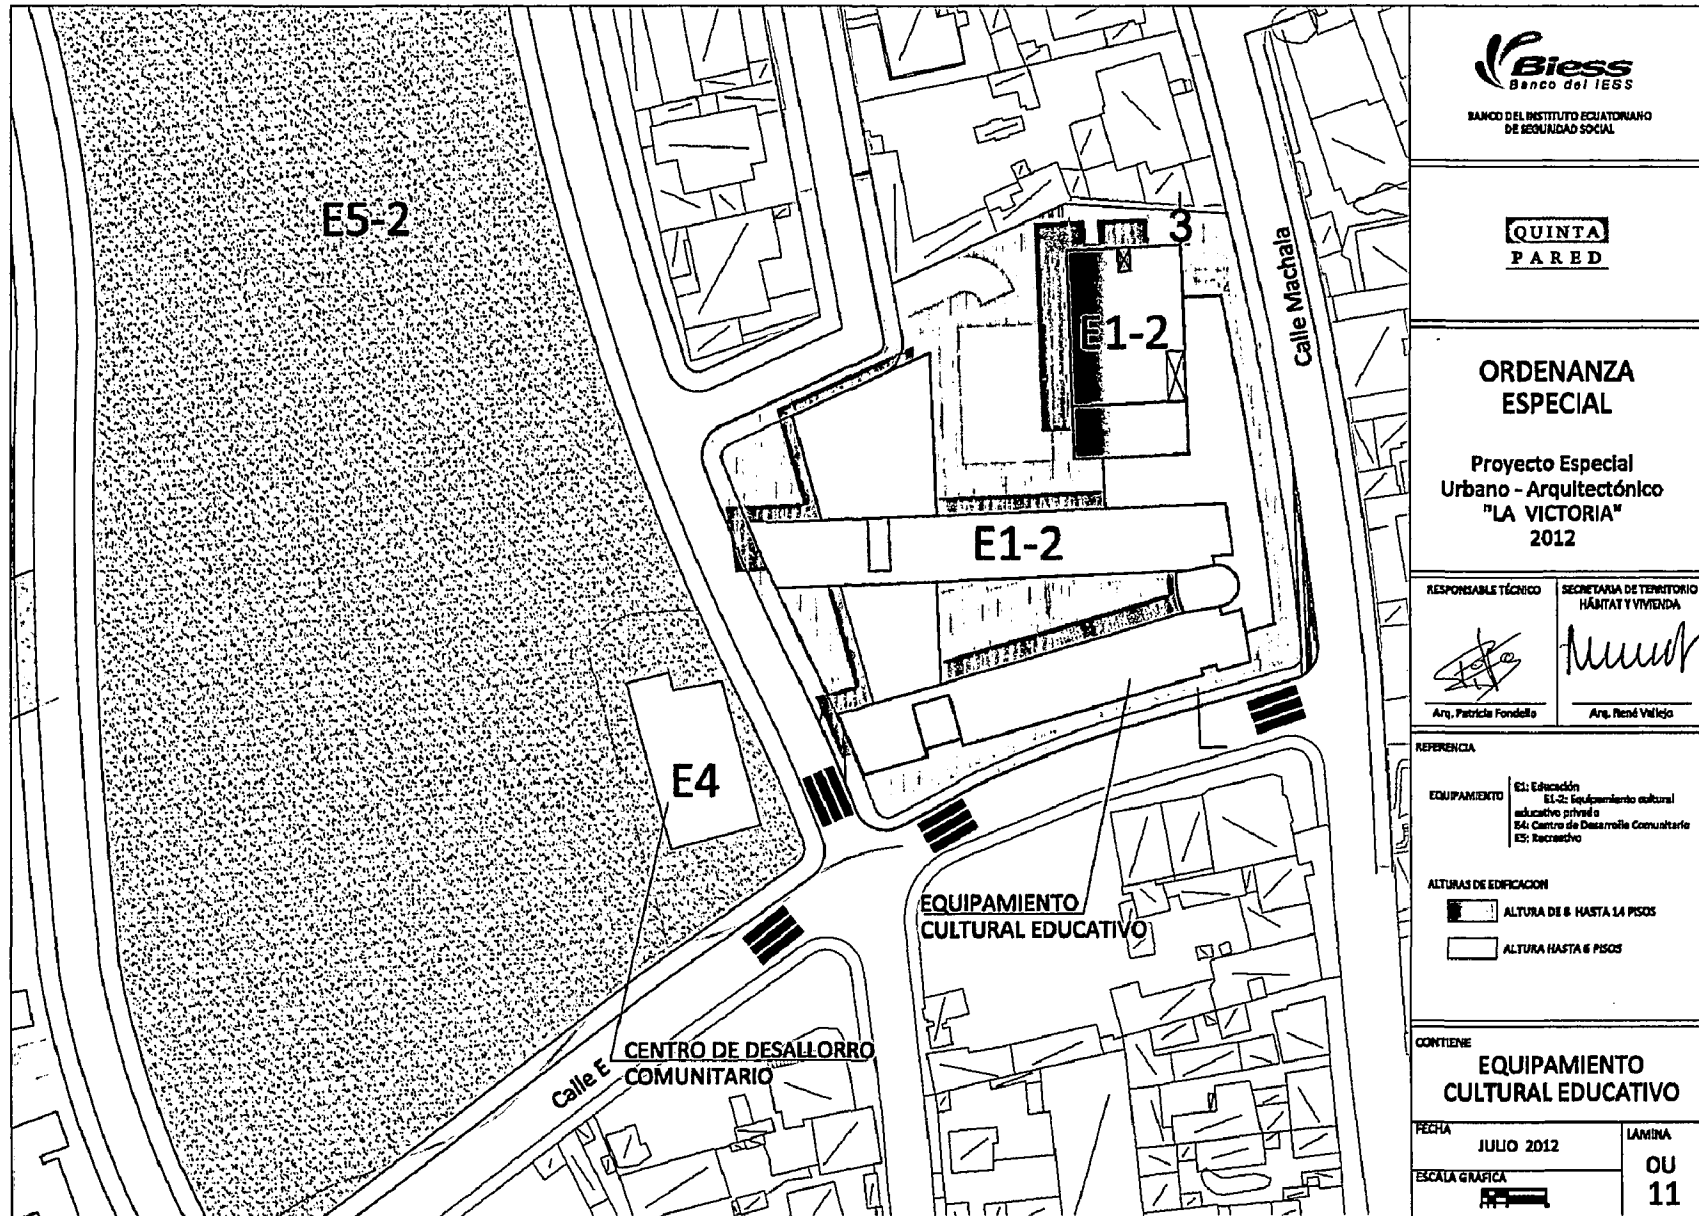 E5-2
3
Calle Machala
E1-2
E1-2
E4
EQUIPAMIENTO
CULTURAL EDUCATIVO
CENTRO DE DESALLORRO
COMUNITARIO
Calle E
Biess
Banco del IESS
BANCO DEL INSTITUTO ECUATORIANO
DE SEGURIDAD SOCIAL
QUINTA
PARED
ORDENANZA
ESPECIAL
Proyecto Especial
Urbano - Arquitectónico
"LA VICTORIA"
2012
RESPONSABLE TÉCNICO
Arq. Patricia Fondello
SECRETARIA DE TERRITORIO
HÁBITAT Y VIVIENDA
Arq. René Vallejo
REFERENCIA
EQUIPAMIENTO
E1: Educación
E1-2: Equipamiento cultural
educativo privado
E4: Centro de Desarrollo Comunitario
E5: Recreativo
ALTURAS DE EDIFICACION
ALTURA DE 6 HASTA 14 PISOS
ALTURA HASTA 6 PISOS
CONTIENE
EQUIPAMIENTO
CULTURAL EDUCATIVO
FECHA
JULIO 2012
ESCALA GRAFICA
LAMINA
OU
11